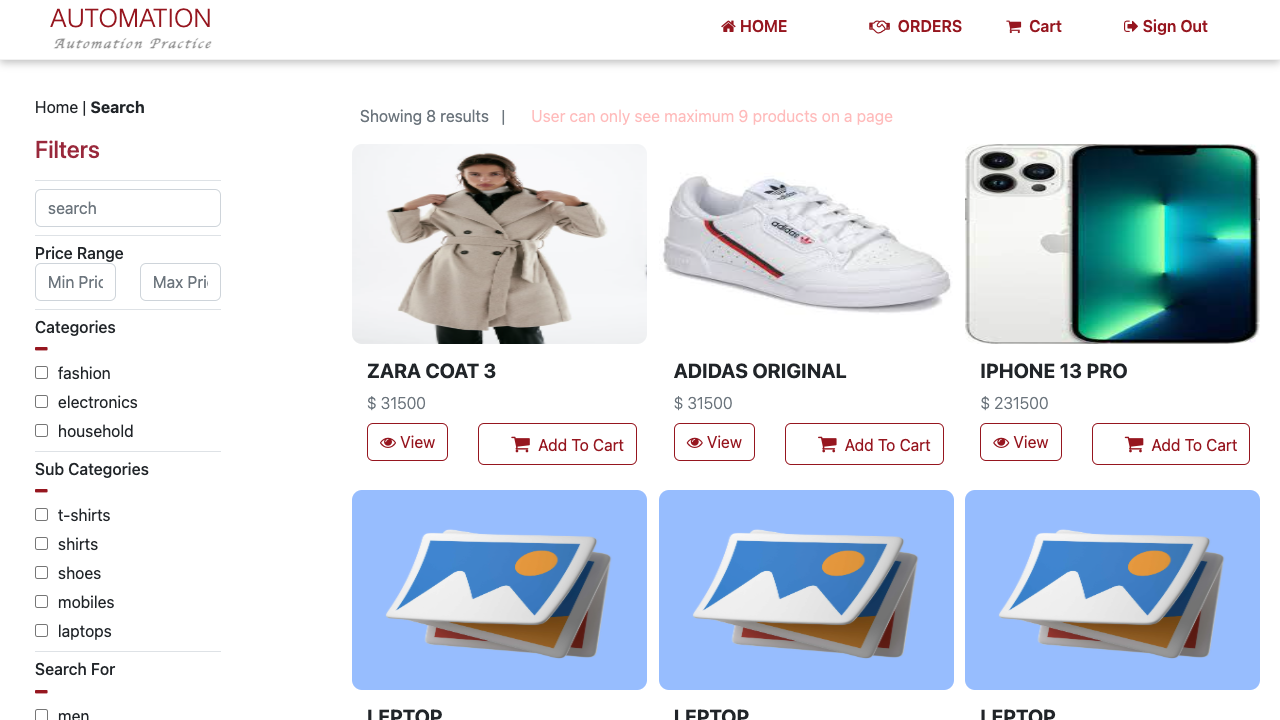 AUTOMATION
Automation Practice
HOME
ORDERS
Cart
Sign Out
Home | Search
Filters
search
Price Range
Min Pric
Max Pri
Categories
fashion
electronics
household
Sub Categories
t-shirts
shirts
shoes
mobiles
laptops
Search For
men
Showing 8 results |
User can only see maximum 9 products on a page
adidas
ZARA COAT 3
$ 31500
View
Add To Cart
ADIDAS ORIGINAL
$ 31500
View
Add To Cart
IPHONE 13 PRO
$ 231500
View
Add To Cart
LEPTOP
LEPTOP
LEPTOP